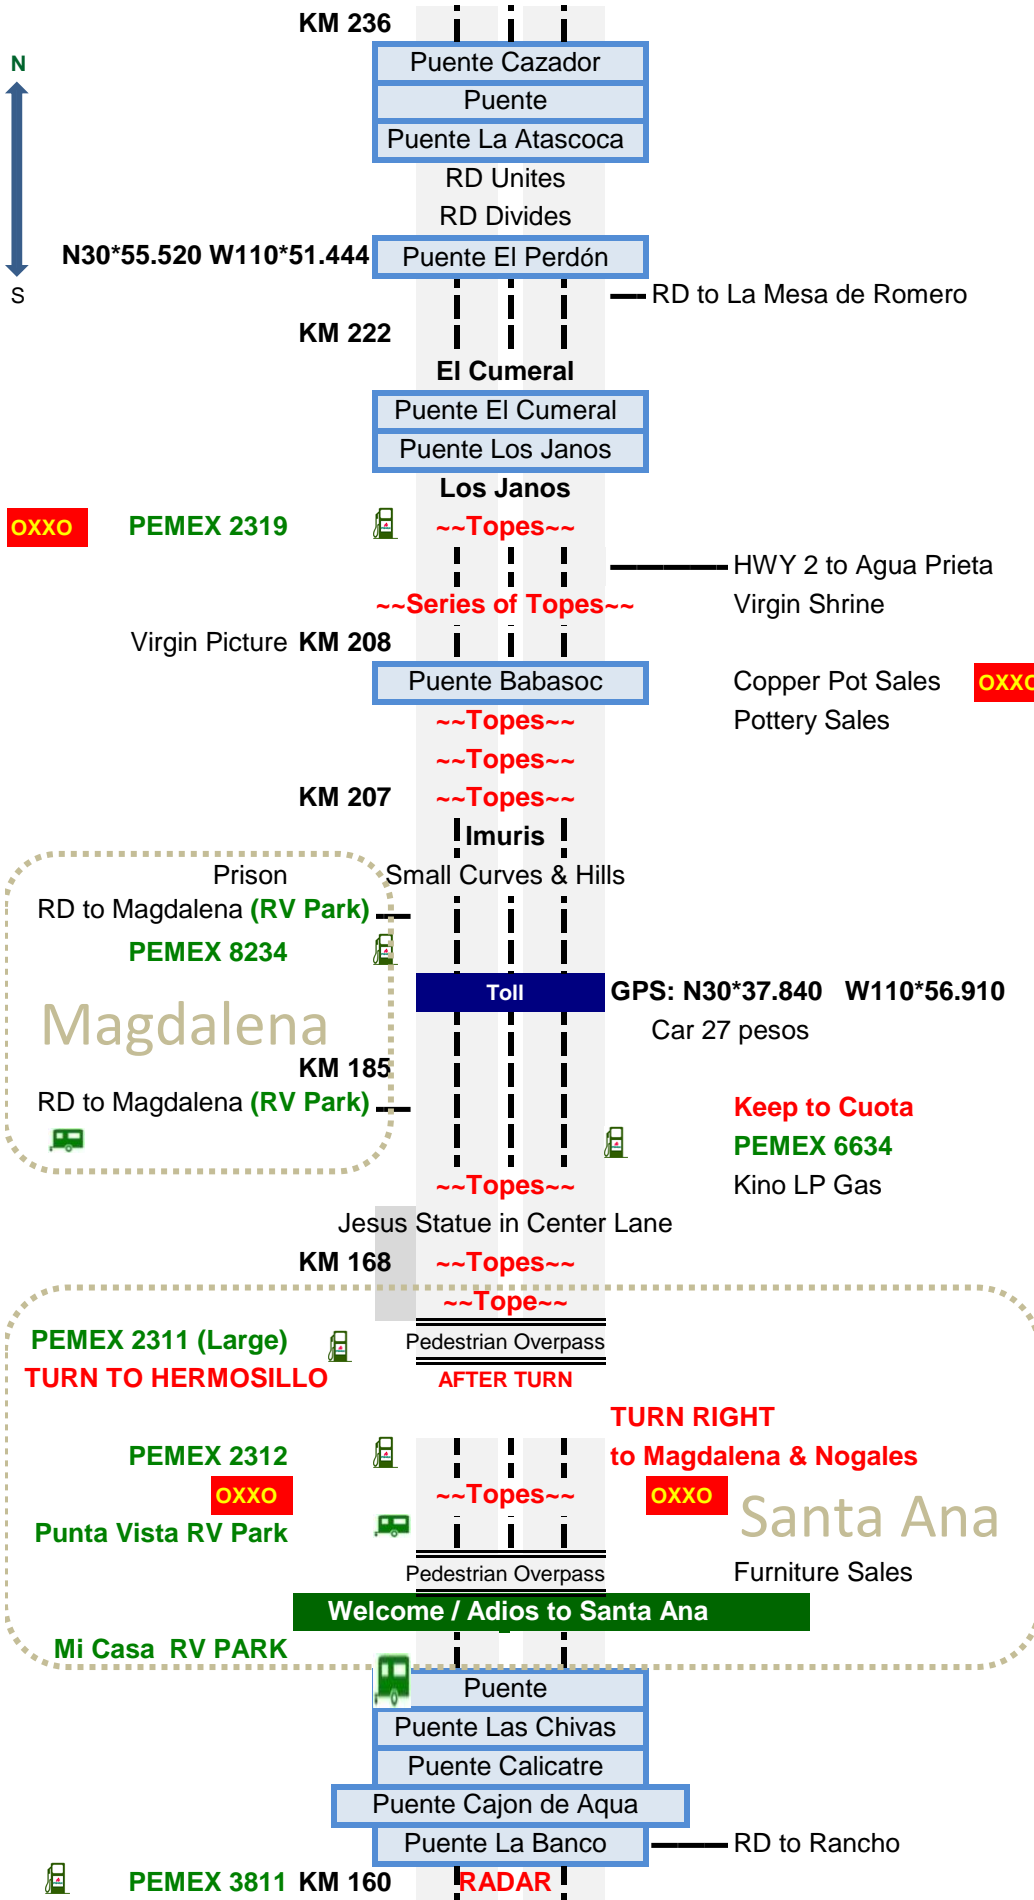 KM 236
Puente Cazador
N
Puente
Puente La Atascoca
RD Unites
RD Divides
N30*55.520 W110*51.444 Puente El Perdón
S
RD to La Mesa de Romero
KM 222
El Cumeral
Puente El Cumeral
Puente Los Janos
Los Janos
OXXO PEMEX 2319 ~~Topes~~
HWY 2 to Agua Prieta
~~Series of Topes~~ Virgin Shrine
Virgin Picture KM 208
Puente Babasoc Copper Pot Sales OXXO
~~Topes~~ Pottery Sales
~~Topes~~
KM 207 ~~Topes~~
Imuris
Prison Small Curves & Hills
RD to Magdalena (RV Park)
PEMEX 8234
Toll GPS: N30*37.840 W110*56.910
Magdalena
Car 27 pesos
KM 185
RD to Magdalena (RV Park) Keep to Cuota
PEMEX 6634
~~Topes~~ Kino LP Gas
Jesus Statue in Center Lane
KM 168 ~~Topes~~
~~Tope~~
PEMEX 2311 (Large) Pedestrian Overpass
TURN TO HERMOSILLO AFTER TURN
TURN RIGHT
PEMEX 2312 to Magdalena & Nogales
OXXO ~~Topes~~ OXXO
Santa Ana
Punta Vista RV Park
Pedestrian Overpass Furniture Sales
Welcome / Adios to Santa Ana
Mi Casa RV PARK
Puente
Puente Las Chivas
Puente Calicatre
Puente Cajon de Aqua
Puente La Banco RD to Rancho
PEMEX 3811 KM 160 RADAR